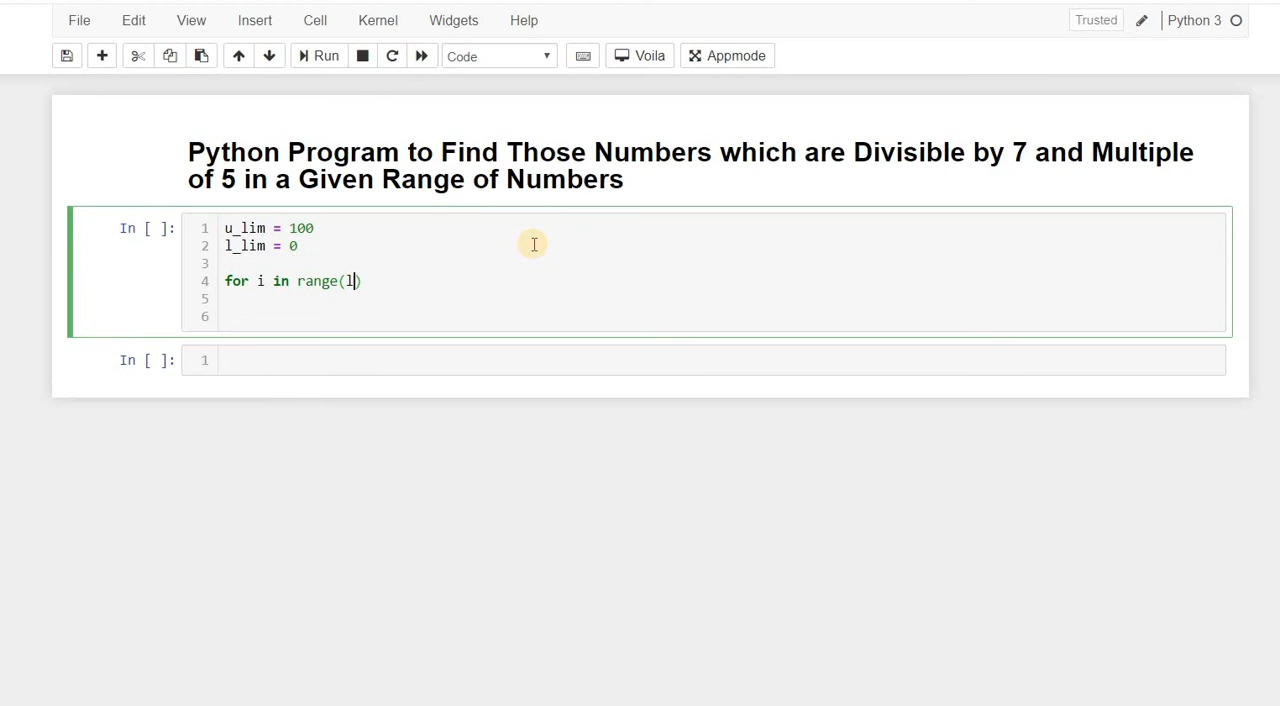 File Edit View Insert Cell Kernel Widgets Help Trusted Python 3
Run Code Voila Appmode
Python Program to Find Those Numbers which are Divisible by 7 and Multiple
of 5 in a Given Range of Numbers
In [ ]: 1 u_lim = 100
2 l_lim = 0
3
4 for i in range(l)
5
6
In [ ]: 1